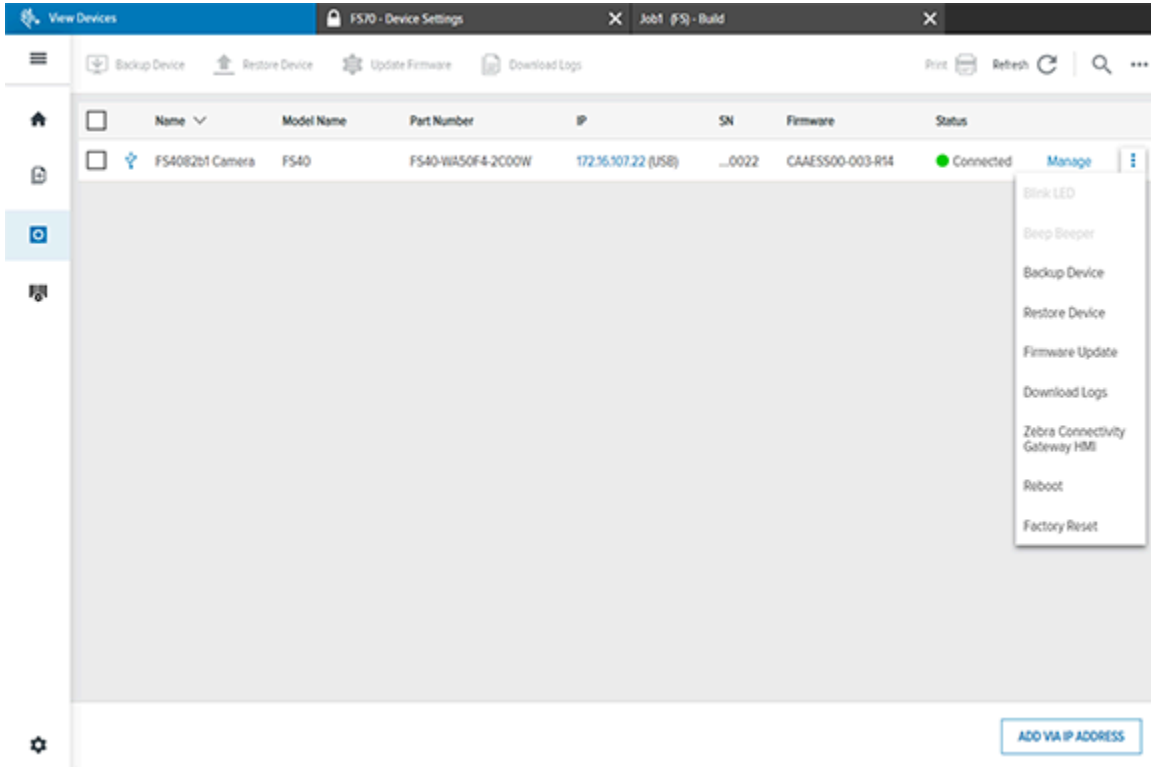 View Devices FS70 - Device Settings Job1 (FS) - Build
Backup Device Restore Device Update Firmware Download Logs Print Refresh
Name Model Name Part Number IP SN Firmware Status
FS4082b1 Camera FS40 FS40-WA50F4-2C00W 172.16.107.22 (USB) ...0022 CAAESS00-003-R14 Connected Manage
Blink LED
Beep Beeper
Backup Device
Restore Device
Firmware Update
Download Logs
Zebra Connectivity
Gateway HMI
Reboot
Factory Reset
ADD VIA IP ADDRESS